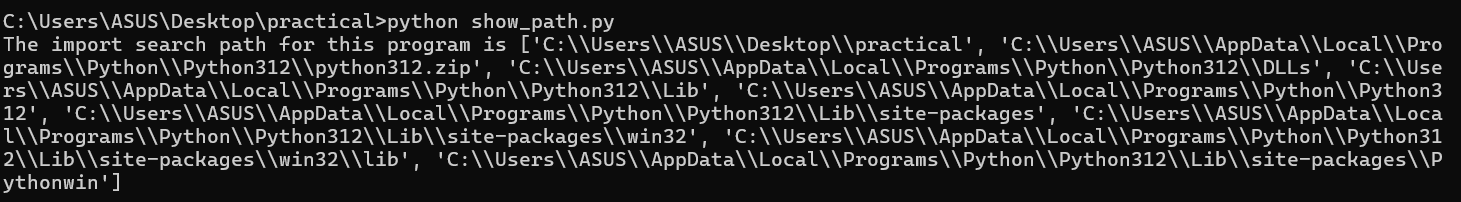 C:\Users\ASUS\Desktop\practical>python show_path.py
The import search path for this program is ['C:\\Users\\ASUS\\Desktop\\practical', 'C:\\Users\\ASUS\\AppData\\Local\\Pro
grams\\Python\\Python312\\python312.zip', 'C:\\Users\\ASUS\\AppData\\Local\\Programs\\Python\\Python312\\DLLs', 'C:\\Use
rs\\ASUS\\AppData\\Local\\Programs\\Python\\Python312\\Lib', 'C:\\Users\\ASUS\\AppData\\Local\\Programs\\Python\\Python3
12', 'C:\\Users\\ASUS\\AppData\\Local\\Programs\\Python\\Python312\\Lib\\site-packages', 'C:\\Users\\ASUS\\AppData\\Loca
l\\Programs\\Python\\Python312\\Lib\\site-packages\\win32', 'C:\\Users\\ASUS\\AppData\\Local\\Programs\\Python\\Python31
2\\Lib\\site-packages\\win32\\lib', 'C:\\Users\\ASUS\\AppData\\Local\\Programs\\Python\\Python312\\Lib\\site-packages\\P
ythonwin']